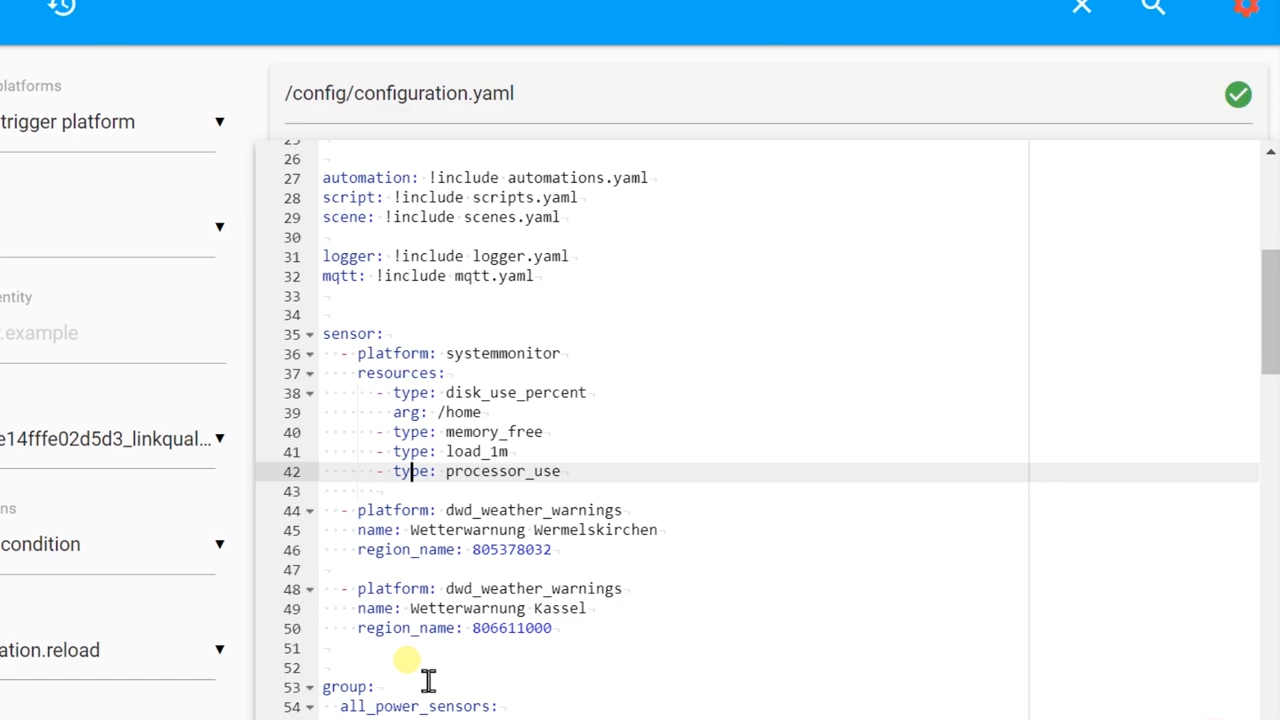 platforms
trigger platform
entity
.example
e14fffe02d5d3_linkqual...
ns
condition
ation.reload
/config/configuration.yaml
25
26
27 automation: !include automations.yaml
28 script: !include scripts.yaml
29 scene: !include scenes.yaml
30
31 logger: !include logger.yaml
32 mqtt: !include mqtt.yaml
33
34
35 sensor:
36 - platform: systemmonitor
37 resources:
38 - type: disk_use_percent
39 arg: /home
40 - type: memory_free
41 - type: load_1m
42 - type: processor_use
43
44 - platform: dwd_weather_warnings
45 name: Wetterwarnung Wermelskirchen
46 region_name: 805378032
47
48 - platform: dwd_weather_warnings
49 name: Wetterwarnung Kassel
50 region_name: 806611000
51
52
53 group:
54 all_power_sensors: